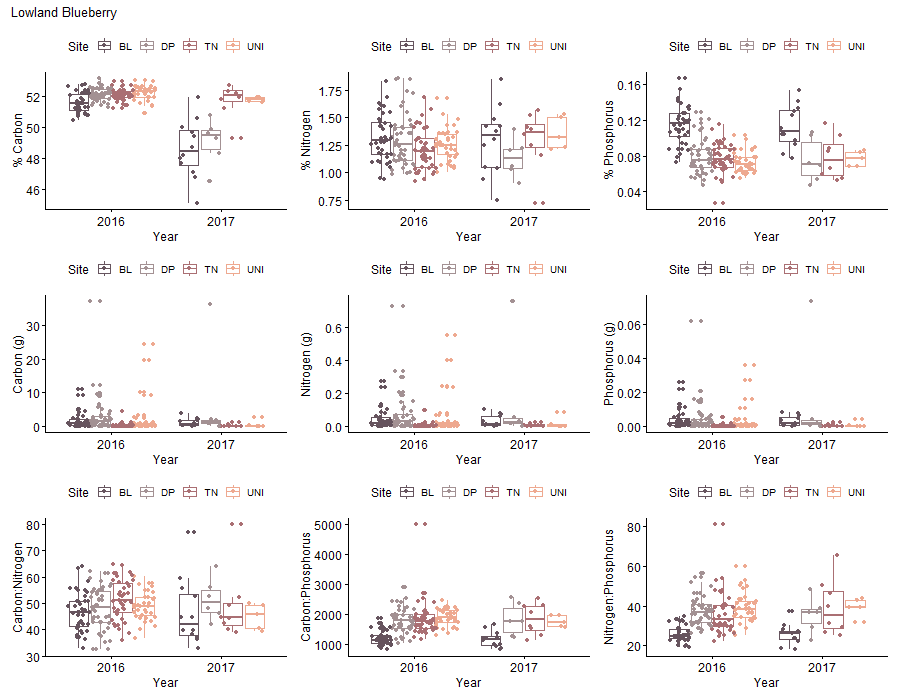 Lowland Blueberry
Site BL DP TN UNI
% Carbon
52
50
48
46
2016 2017
Year
Site BL DP TN UNI
% Nitrogen
1.75
1.50
1.25
1.00
0.75
2016 2017
Year
Site BL DP TN UNI
% Phosphorus
0.16
0.12
0.08
0.04
2016 2017
Year
Site BL DP TN UNI
Carbon (g)
30
20
10
0
2016 2017
Year
Site BL DP TN UNI
Nitrogen (g)
0.6
0.4
0.2
0.0
2016 2017
Year
Site BL DP TN UNI
Phosphorus (g)
0.06
0.04
0.02
0.00
2016 2017
Year
Site BL DP TN UNI
Carbon:Nitrogen
80
70
60
50
40
30
2016 2017
Year
Site BL DP TN UNI
Carbon:Phosphorus
5000
4000
3000
2000
1000
2016 2017
Year
Site BL DP TN UNI
Nitrogen:Phosphorus
80
60
40
20
2016 2017
Year